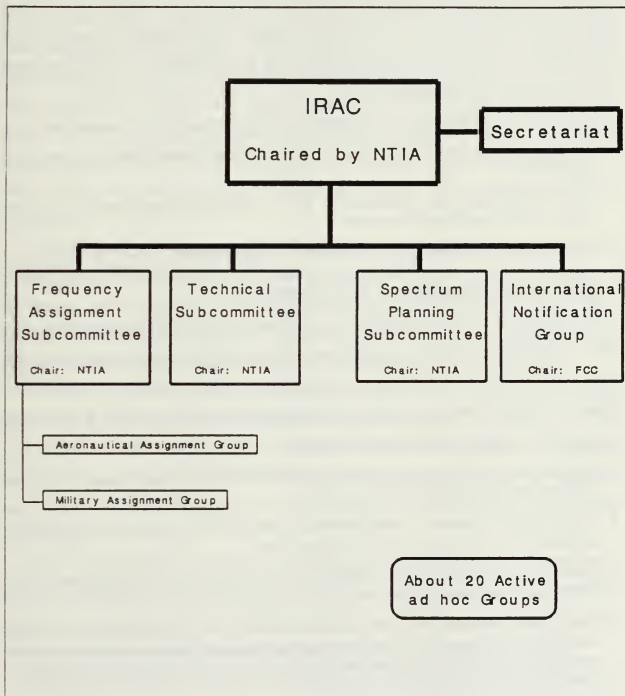 IRAC
Chaired by NTIA
Secretariat
Frequency
Assignment
Subcommittee
Chair: NTIA
Technical
Subcommittee
Chair: NTIA
Spectrum
Planning
Subcommittee
Chair: NTIA
International
Notification
Group
Chair: FCC
Aeronautical Assignment Group
Military Assignment Group
About 20 Active
ad hoc Groups